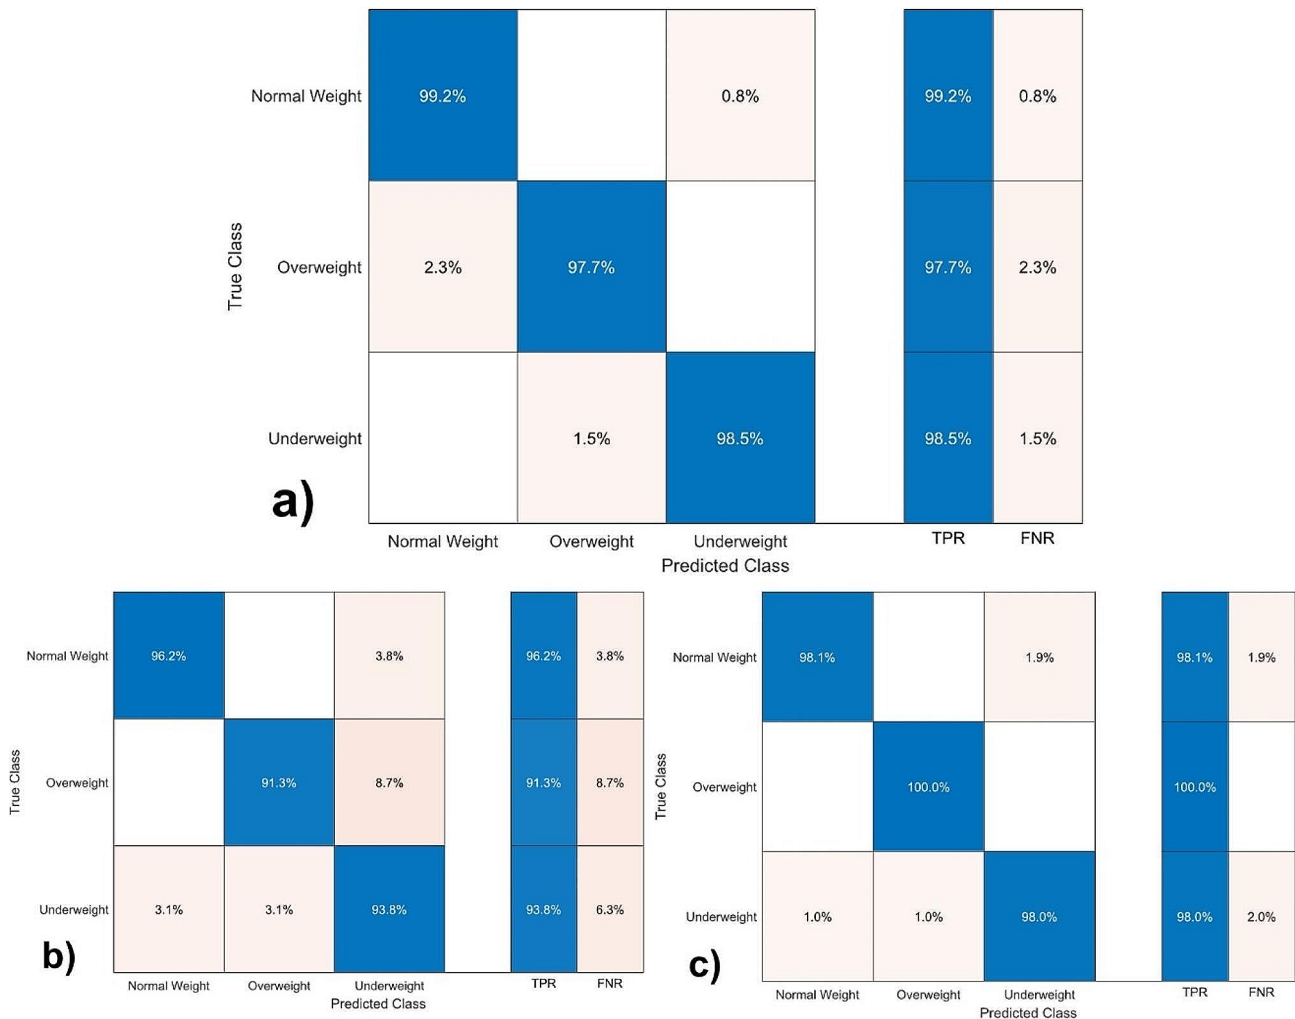 Normal Weight 99.2% 0.8% 99.2% 0.8%
True Class
Overweight 2.3% 97.7% 97.7% 2.3%
Underweight 1.5% 98.5% 98.5% 1.5%
a)
Normal Weight Overweight Underweight TPR FNR
Predicted Class
Normal Weight 96.2% 3.8% 96.2% 3.8%
True Class
Overweight 91.3% 8.7% 91.3% 8.7%
Underweight 3.1% 3.1% 93.8% 93.8% 6.3%
b)
Normal Weight Overweight Underweight TPR FNR
Predicted Class
Normal Weight 98.1% 1.9% 98.1% 1.9%
True Class
Overweight 100.0% 100.0%
Underweight 1.0% 1.0% 98.0% 98.0% 2.0%
c)
Normal Weight Overweight Underweight TPR FNR
Predicted Class